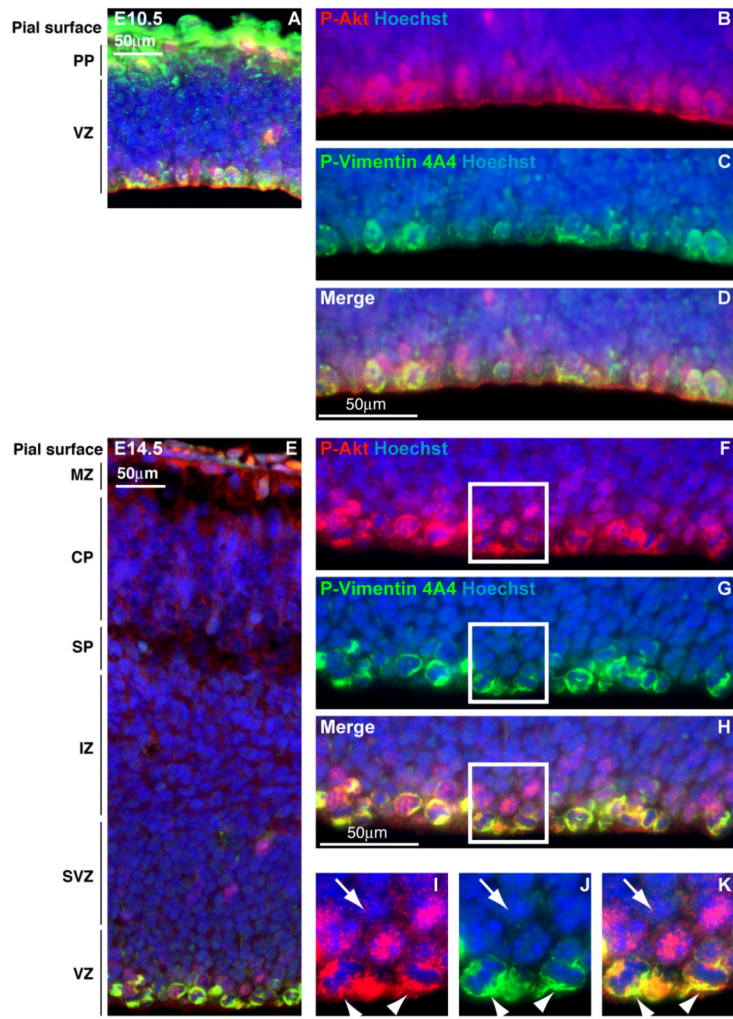 E10.5 A
Pial surface
50μm
PP
VZ
P-Akt Hoechst B
P-Vimentin 4A4 Hoechst C
Merge D
50μm
Pial surface
E14.5 E
50μm
MZ
CP
SP
IZ
SVZ
VZ
P-Akt Hoechst F
P-Vimentin 4A4 Hoechst G
Merge H
50μm
I J K